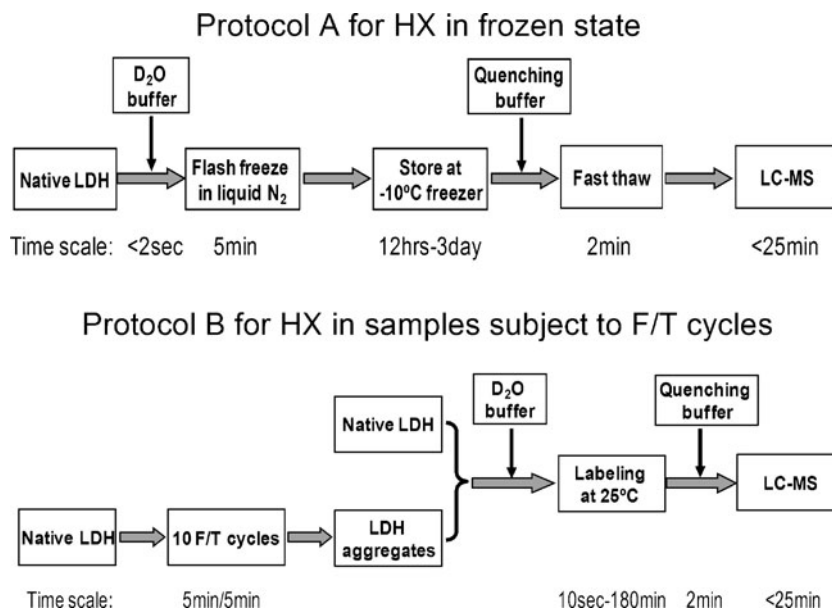 Protocol A for HX in frozen state
D₂O
buffer
Quenching
buffer
Native LDH
Flash freeze
in liquid N₂
Store at
-10ºC freezer
Fast thaw
LC-MS
Time scale: <2sec 5min 12hrs-3day 2min <25min
Protocol B for HX in samples subject to F/T cycles
D₂O
buffer
Quenching
buffer
Native LDH
Labeling
at 25ºC
LC-MS
Native LDH
10 F/T cycles
LDH
aggregates
Time scale: 5min/5min 10sec-180min 2min <25min